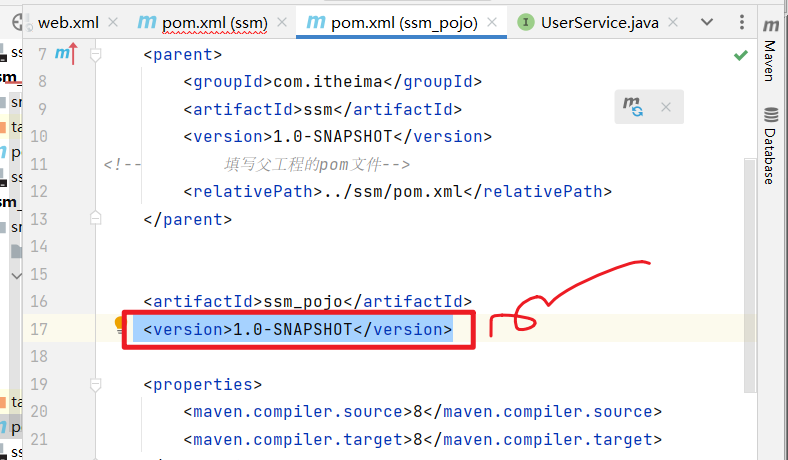 web.xml pom.xml (ssm) pom.xml (ssm_pojo) I UserService.java
7 m <parent>
8 <groupId>com.itheima</groupId>
9 <artifactId>ssm</artifactId>
10 <version>1.0-SNAPSHOT</version>
11 <!-- 填写父工程的pom文件-->
12 <relativePath>../ssm/pom.xml</relativePath>
13 </parent>
14
15
16 <artifactId>ssm_pojo</artifactId>
17 <version>1.0-SNAPSHOT</version>
18
19 <properties>
20 <maven.compiler.source>8</maven.compiler.source>
21 <maven.compiler.target>8</maven.compiler.target>
m Maven
Database